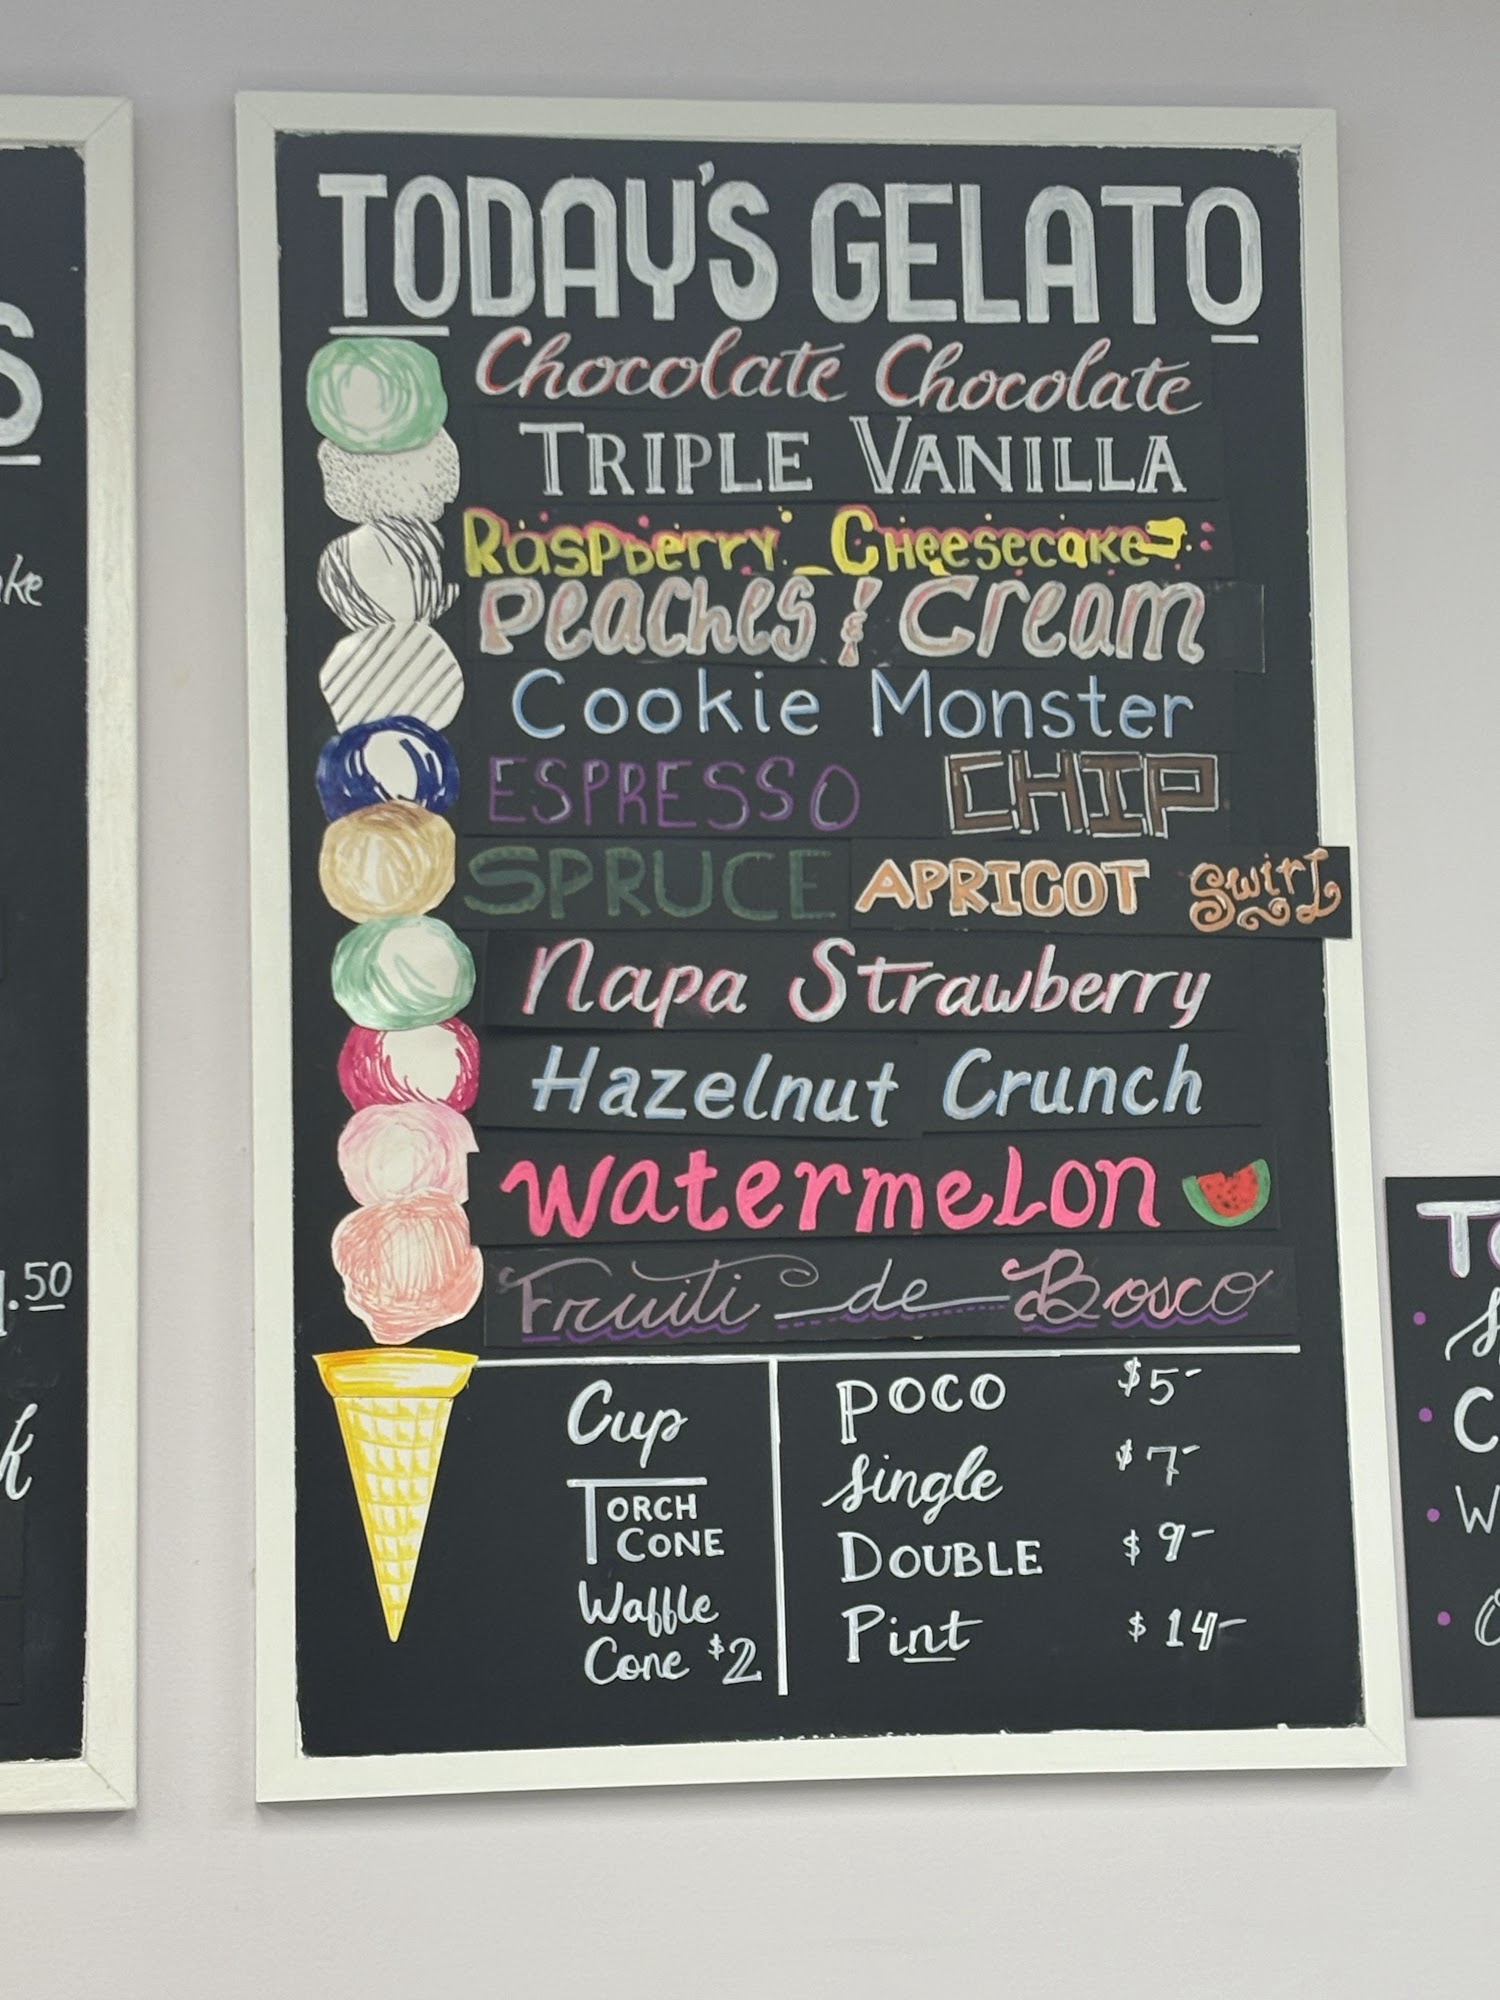 TODAY'S GELATO
Chocolate Chocolate
TRIPLE VANILLA
Raspberry Cheesecake
Peaches & Cream
Cookie Monster
ESPRESSO CHIP
SPRUCE APRICOT Swirl
Napa Strawberry
Hazelnut Crunch
Watermelon
Fruiti de Bosco
Cup
TORCH
CONE
Waffle
Cone $2
POCO $5-
Single $7-
DOUBLE $9-
Pint $14-
.50